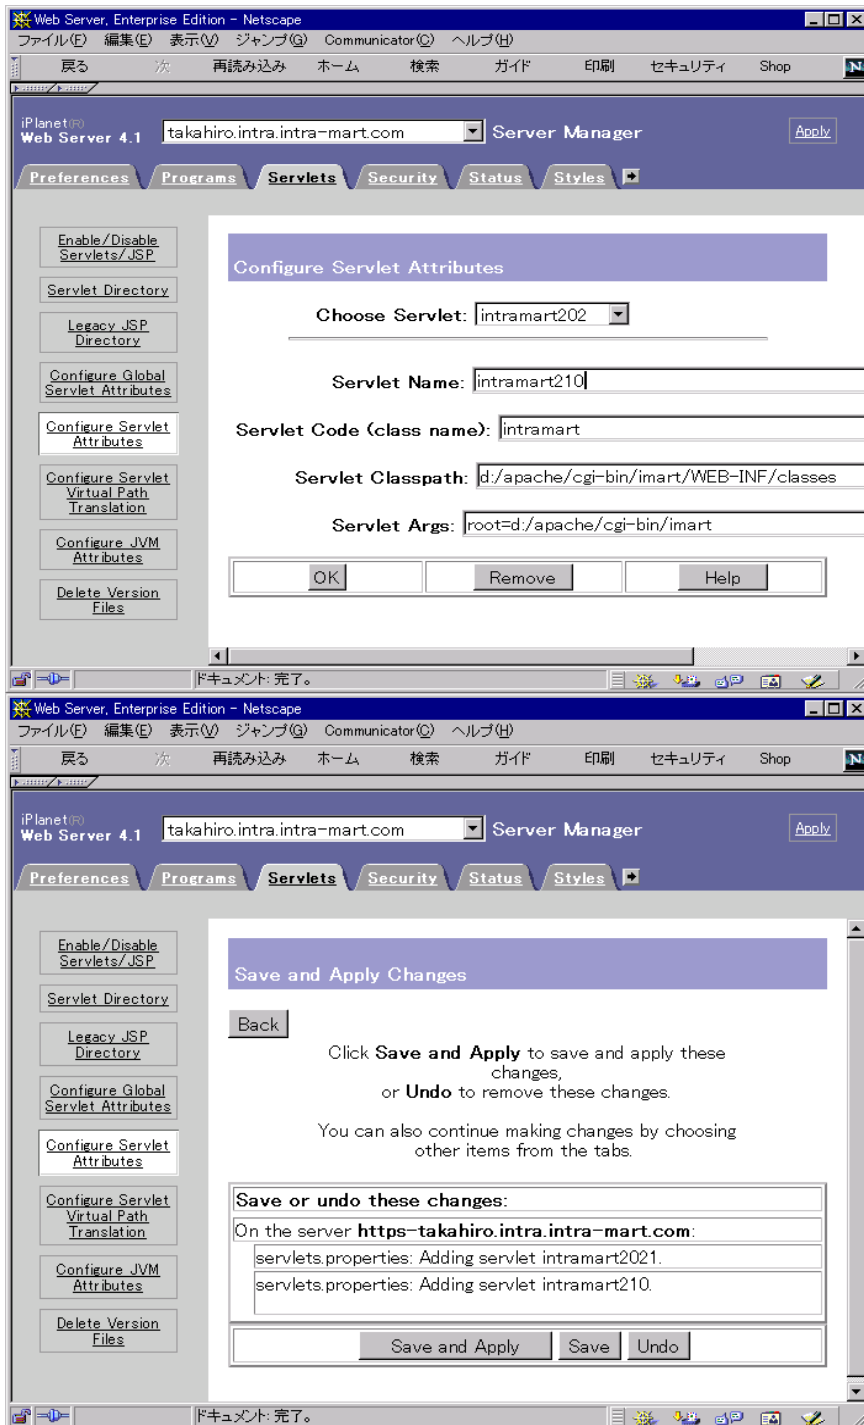 Web Server, Enterprise Edition - Netscape
ファイル(F) 編集(E) 表示(V) ジャンプ(G) Communicator(C) ヘルプ(H)
戻る 次 再読み込み ホーム 検索 ガイド 印刷 セキュリティ Shop N
iPlanet(R)
Web Server 4.1 takahiro.intra.intra-mart.com Server Manager Apply
Preferences Programs Servlets Security Status Styles
Enable/Disable
Servlets/JSP
Servlet Directory
Legacy JSP
Directory
Configure Global
Servlet Attributes
Configure Servlet
Attributes
Configure Servlet
Virtual Path
Translation
Configure JVM
Attributes
Delete Version
Files
Configure Servlet Attributes
Choose Servlet: intramart202
Servlet Name: intramart210
Servlet Code (class name): intramart
Servlet Classpath: d:/apache/cgi-bin/imart/WEB-INF/classes
Servlet Args: root=d:/apache/cgi-bin/imart
OK Remove Help
ドキュメント: 完了。
Web Server, Enterprise Edition - Netscape
ファイル(F) 編集(E) 表示(V) ジャンプ(G) Communicator(C) ヘルプ(H)
戻る 次 再読み込み ホーム 検索 ガイド 印刷 セキュリティ Shop N
iPlanet(R)
Web Server 4.1 takahiro.intra.intra-mart.com Server Manager Apply
Preferences Programs Servlets Security Status Styles
Enable/Disable
Servlets/JSP
Servlet Directory
Legacy JSP
Directory
Configure Global
Servlet Attributes
Configure Servlet
Attributes
Configure Servlet
Virtual Path
Translation
Configure JVM
Attributes
Delete Version
Files
Save and Apply Changes
Back
Click Save and Apply to save and apply these
changes,
or Undo to remove these changes.
You can also continue making changes by choosing
other items from the tabs.
Save or undo these changes:
On the server https-takahiro.intra.intra-mart.com:
servlets.properties: Adding servlet intramart2021.
servlets.properties: Adding servlet intramart210.
Save and Apply Save Undo
ドキュメント: 完了。